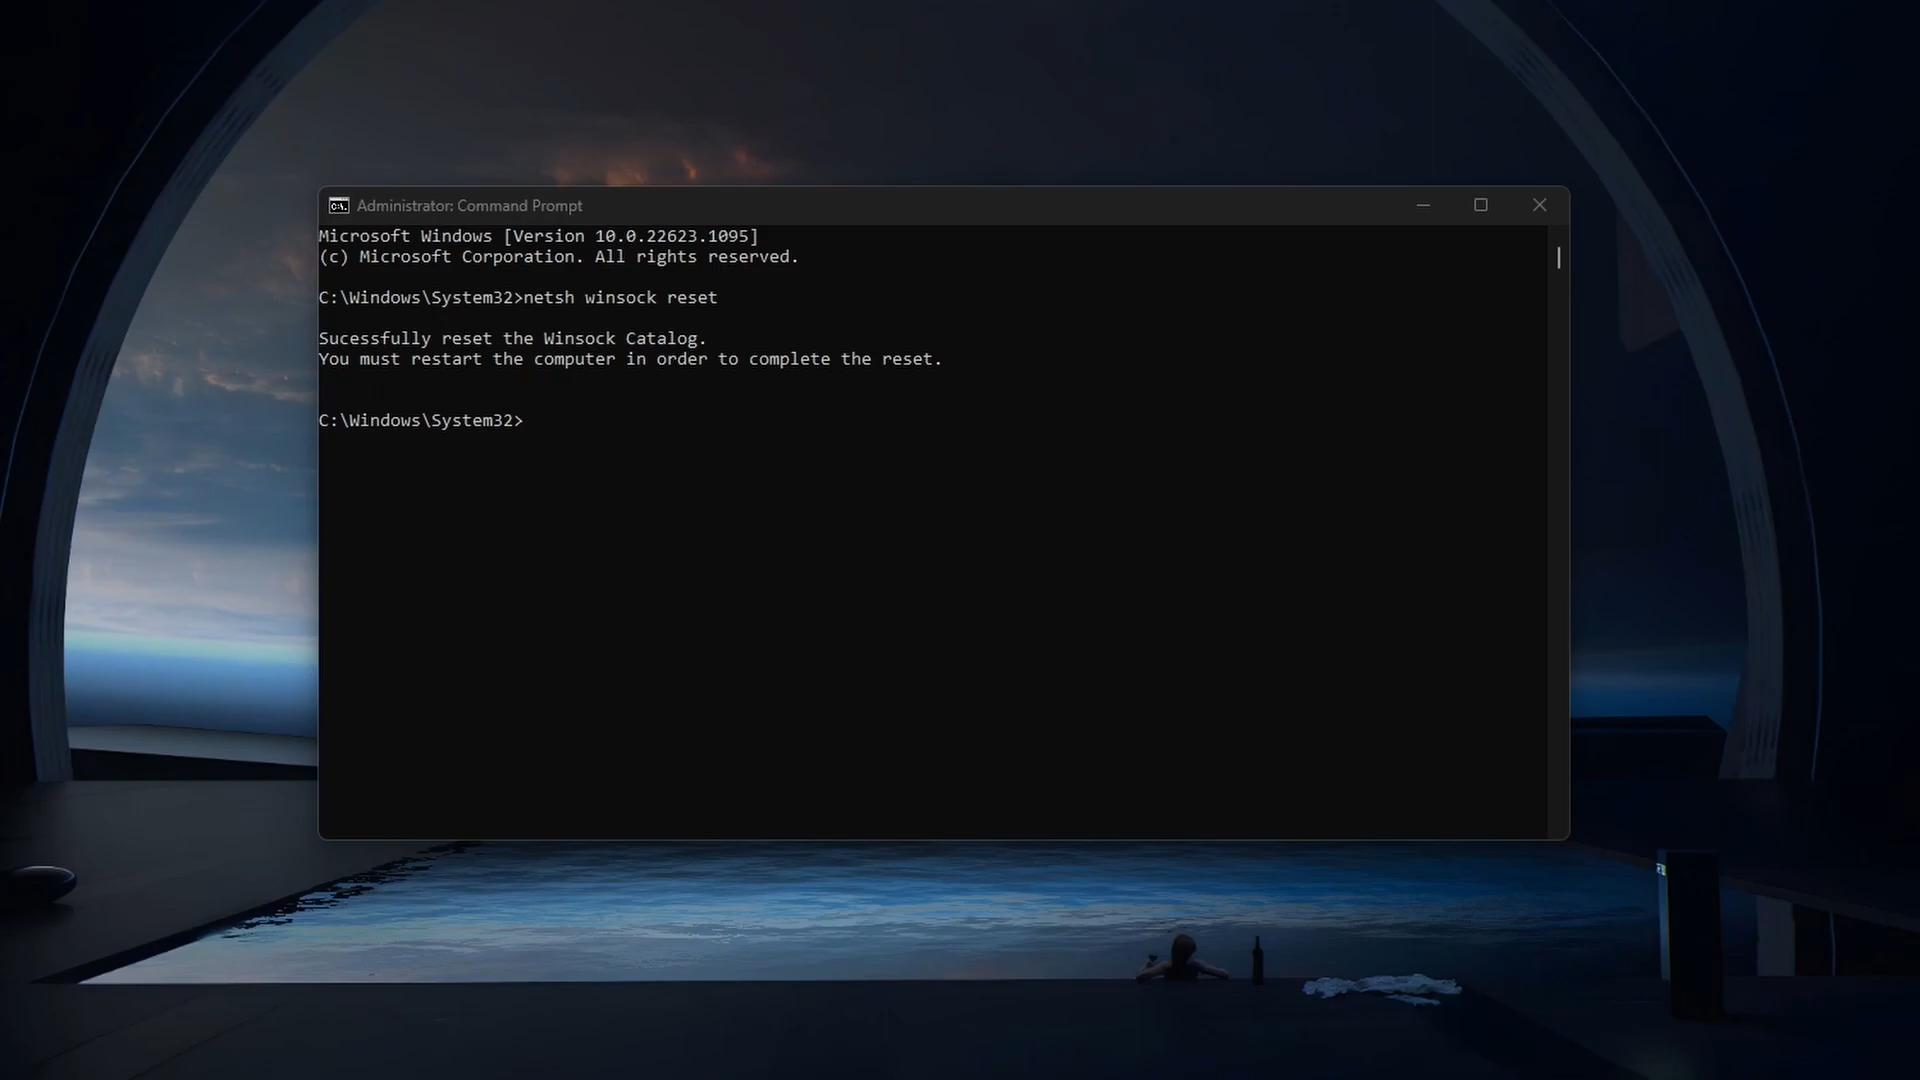 Administrator: Command Prompt
Microsoft Windows [Version 10.0.22623.1095]
(c) Microsoft Corporation. All rights reserved.
C:\Windows\System32>netsh winsock reset
Sucessfully reset the Winsock Catalog.
You must restart the computer in order to complete the reset.
C:\Windows\System32>